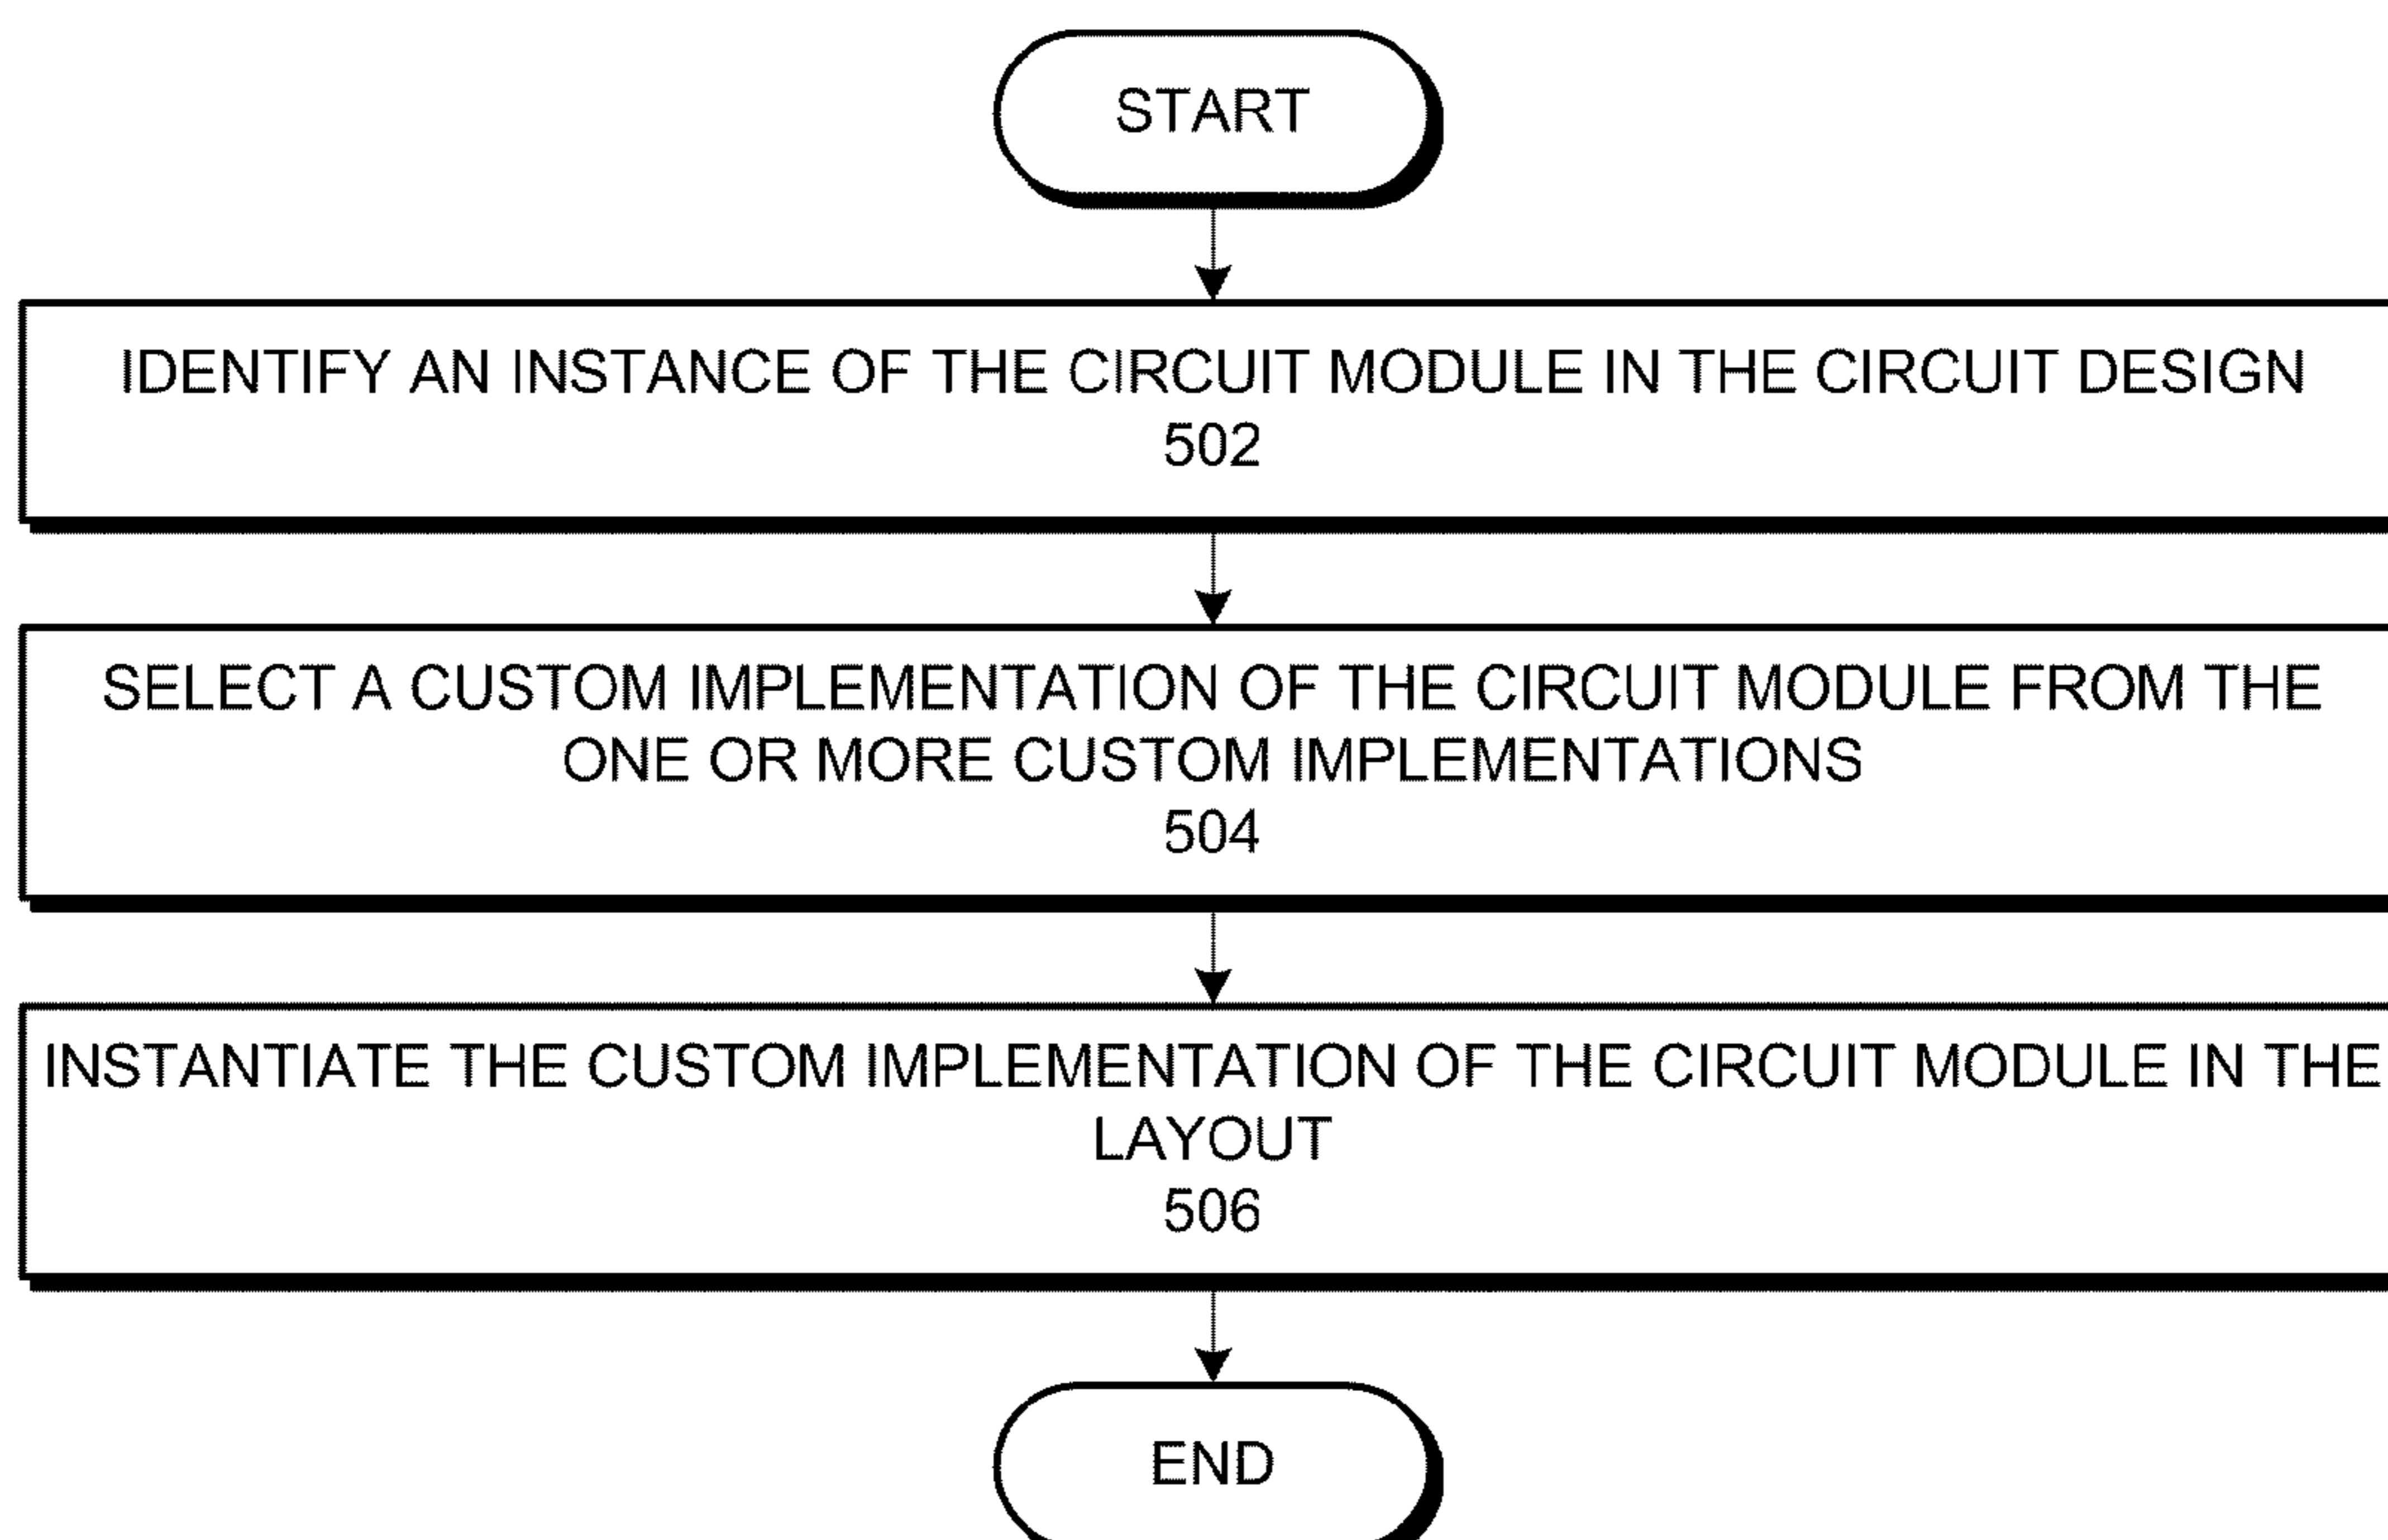 START
IDENTIFY AN INSTANCE OF THE CIRCUIT MODULE IN THE CIRCUIT DESIGN
502
SELECT A CUSTOM IMPLEMENTATION OF THE CIRCUIT MODULE FROM THE
ONE OR MORE CUSTOM IMPLEMENTATIONS
504
INSTANTIATE THE CUSTOM IMPLEMENTATION OF THE CIRCUIT MODULE IN THE
LAYOUT
506
END